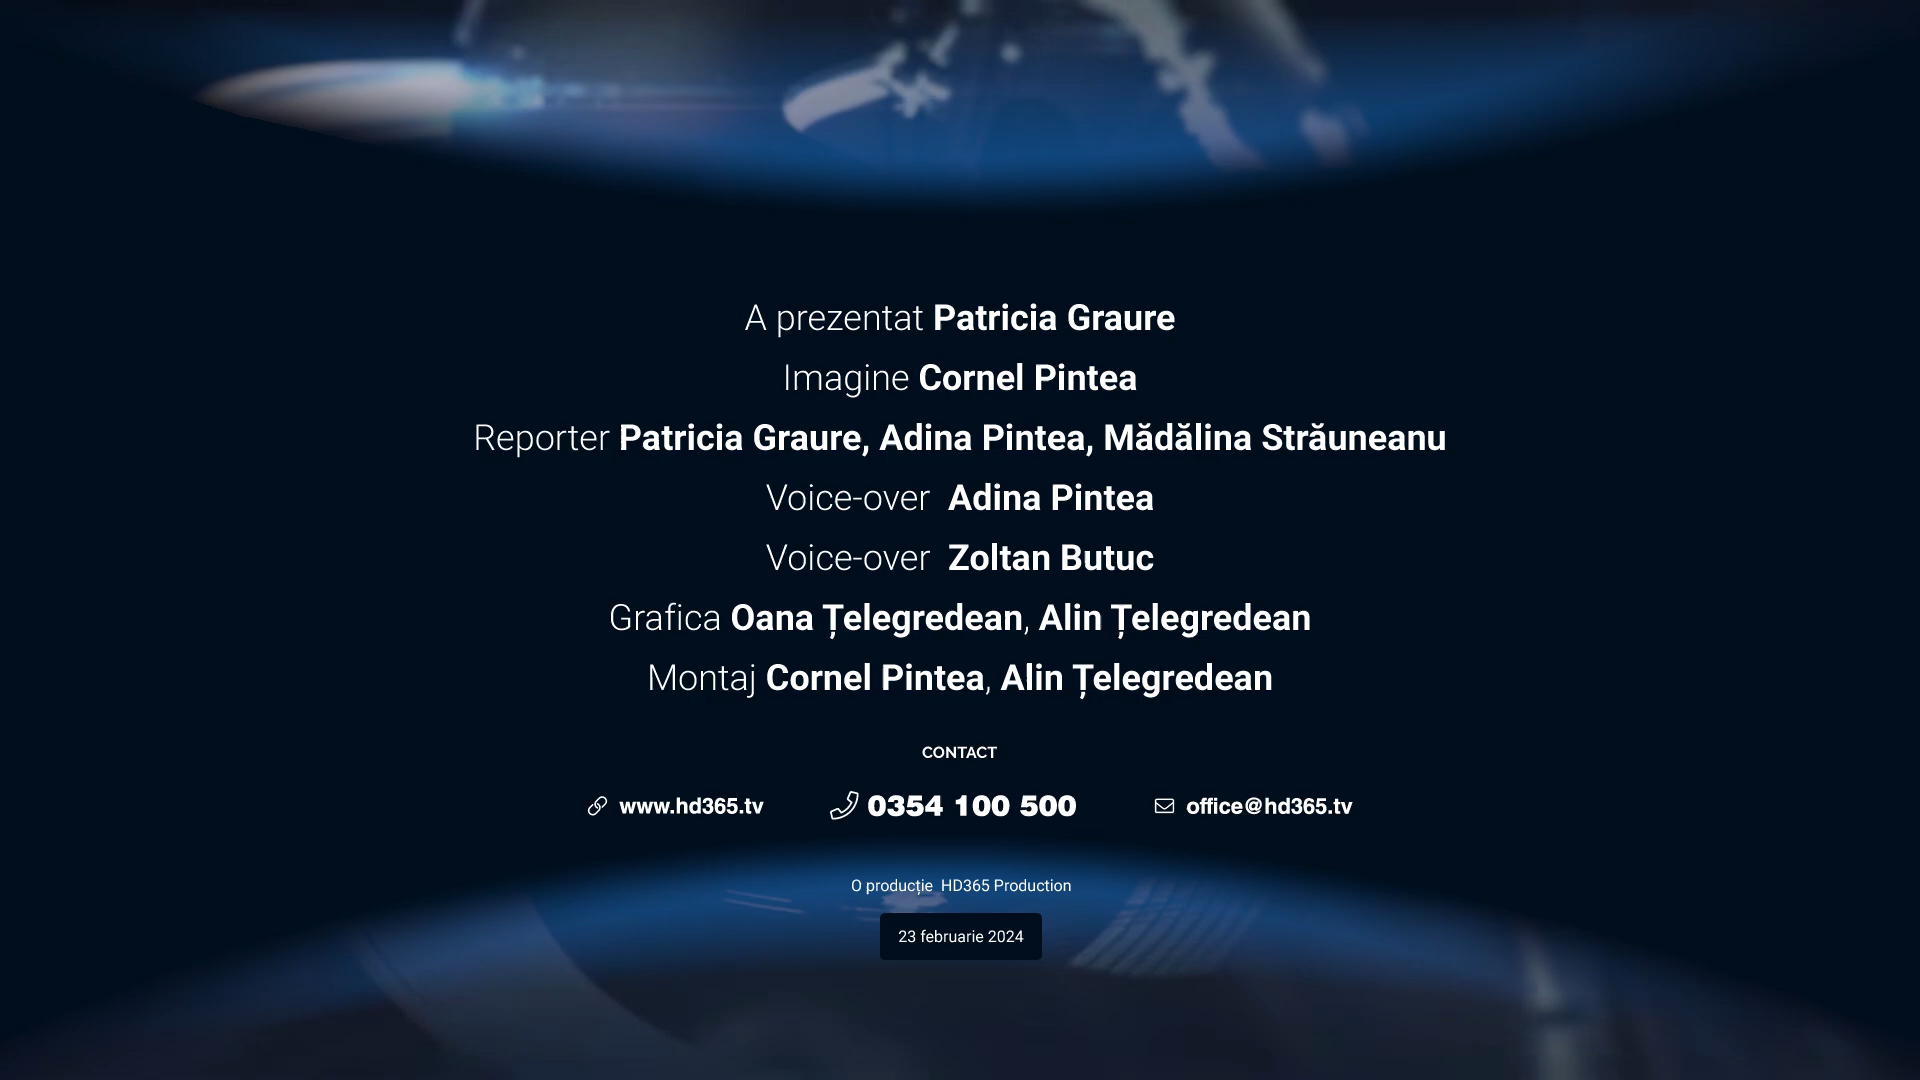 A prezentat Patricia Graure
Imagine Cornel Pintea
Reporter Patricia Graure, Adina Pintea, Mădălina Străuneanu
Voice-over Adina Pintea
Voice-over Zoltan Butuc
Grafica Oana Țelegredean, Alin Țelegredean
Montaj Cornel Pintea, Alin Țelegredean
CONTACT
www.hd365.tv 0354 100 500 office@hd365.tv
O producție HD365 Production
23 februarie 2024